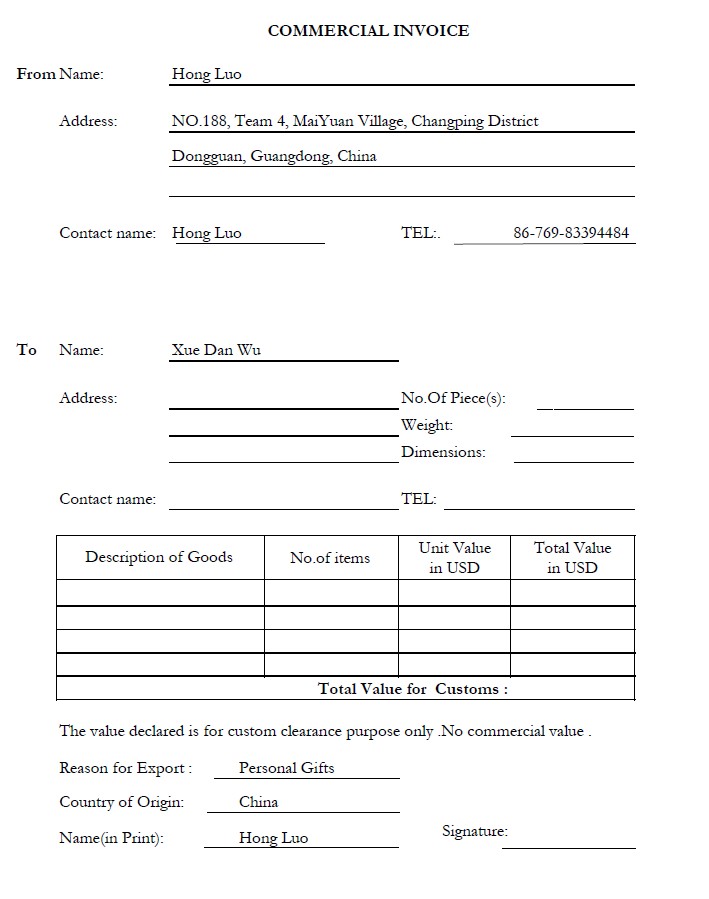 COMMERCIAL INVOICE
From Name: Hong Luo
Address: NO.188, Team 4, MaiYuan Village, Changping District
Dongguan, Guangdong, China
Contact name: Hong Luo TEL:. 86-769-83394484
To Name: Xue Dan Wu
Address: No.Of Piece(s):
Weight:
Dimensions:
Contact name: TEL:
Description of Goods No.of items Unit Value in USD Total Value in USD
Total Value for Customs :
The value declared is for custom clearance purpose only .No commercial value .
Reason for Export : Personal Gifts
Country of Origin: China
Name(in Print): Hong Luo Signature: